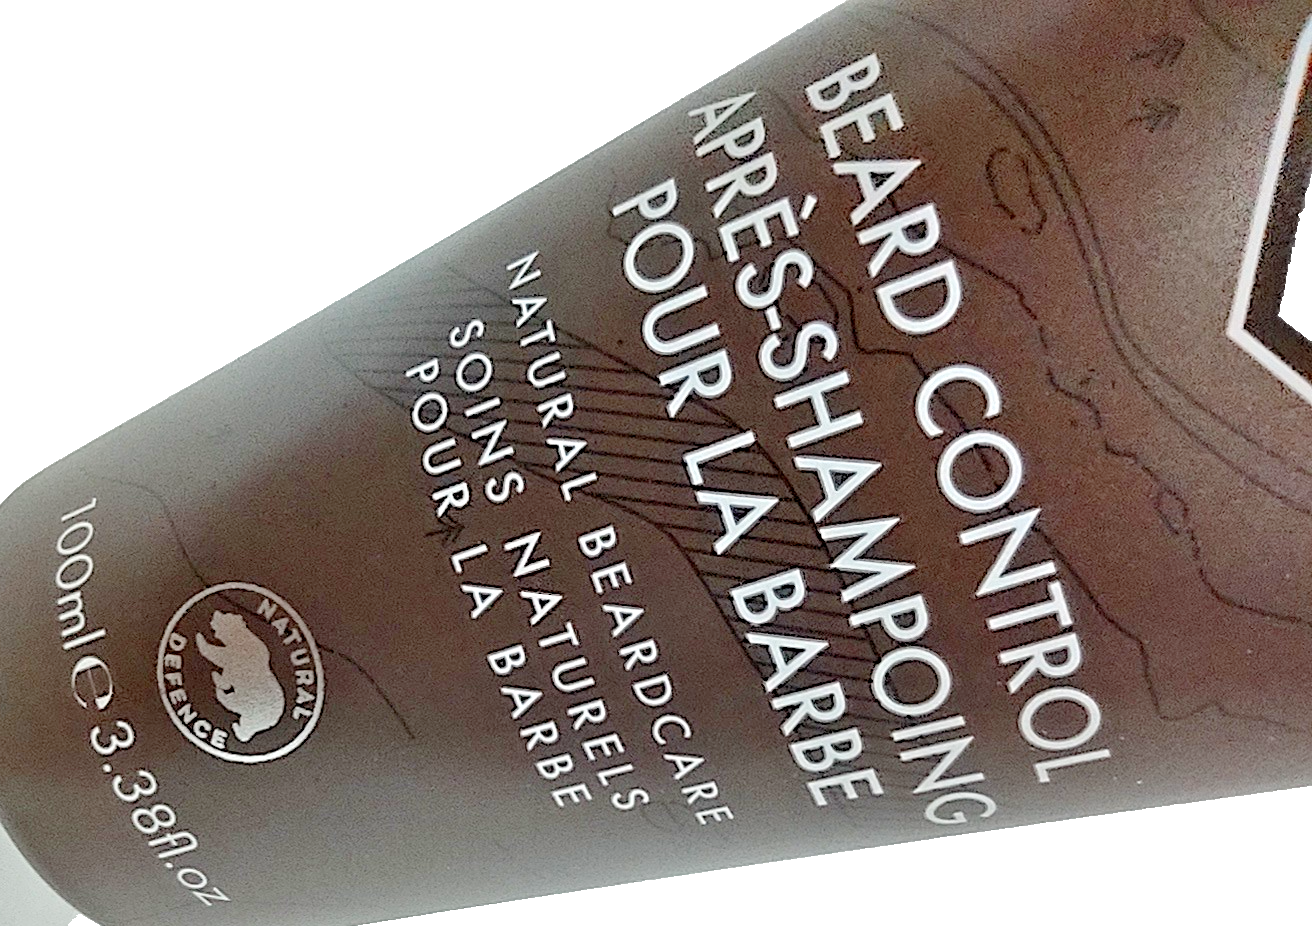 BEARD CONTROL
APRÈS-SHAMPOING
POUR LA BARBE
NATURAL BEARDCARE
SOINS NATURELS
POUR LA BARBE
NATURAL
DEFENCE
100ml ℮ 3.38fl.oz